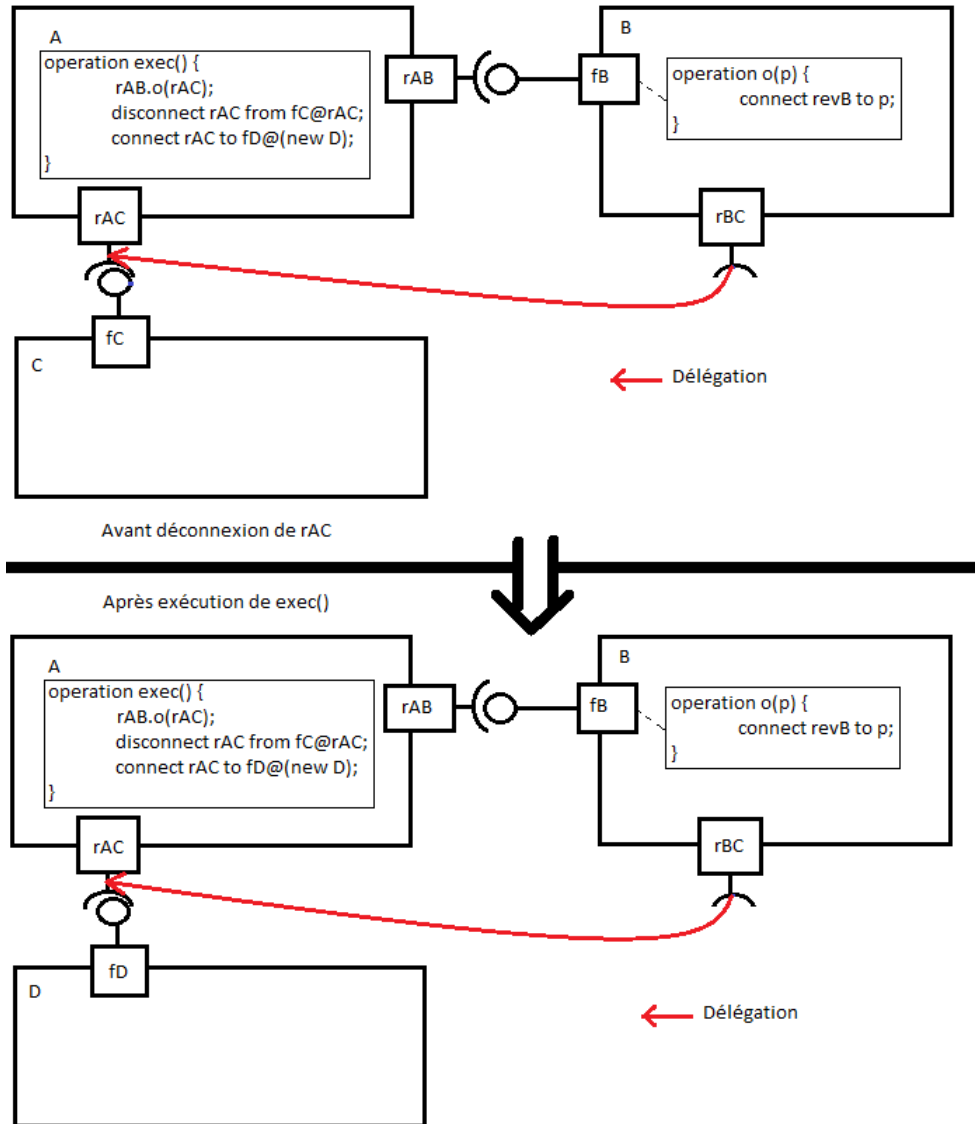 A
operation exec() {
rAB.o(rAC);
disconnect rAC from fC@rAC;
connect rAC to fD@(new D);
}
rAB
B
fB
operation o(p) {
connect revB to p;
}
rAC
rBC
fC
C
Délégation
Avant déconnexion de rAC
Après exécution de exec()
A
operation exec() {
rAB.o(rAC);
disconnect rAC from fC@rAC;
connect rAC to fD@(new D);
}
rAB
B
fB
operation o(p) {
connect revB to p;
}
rAC
rBC
fD
D
Délégation